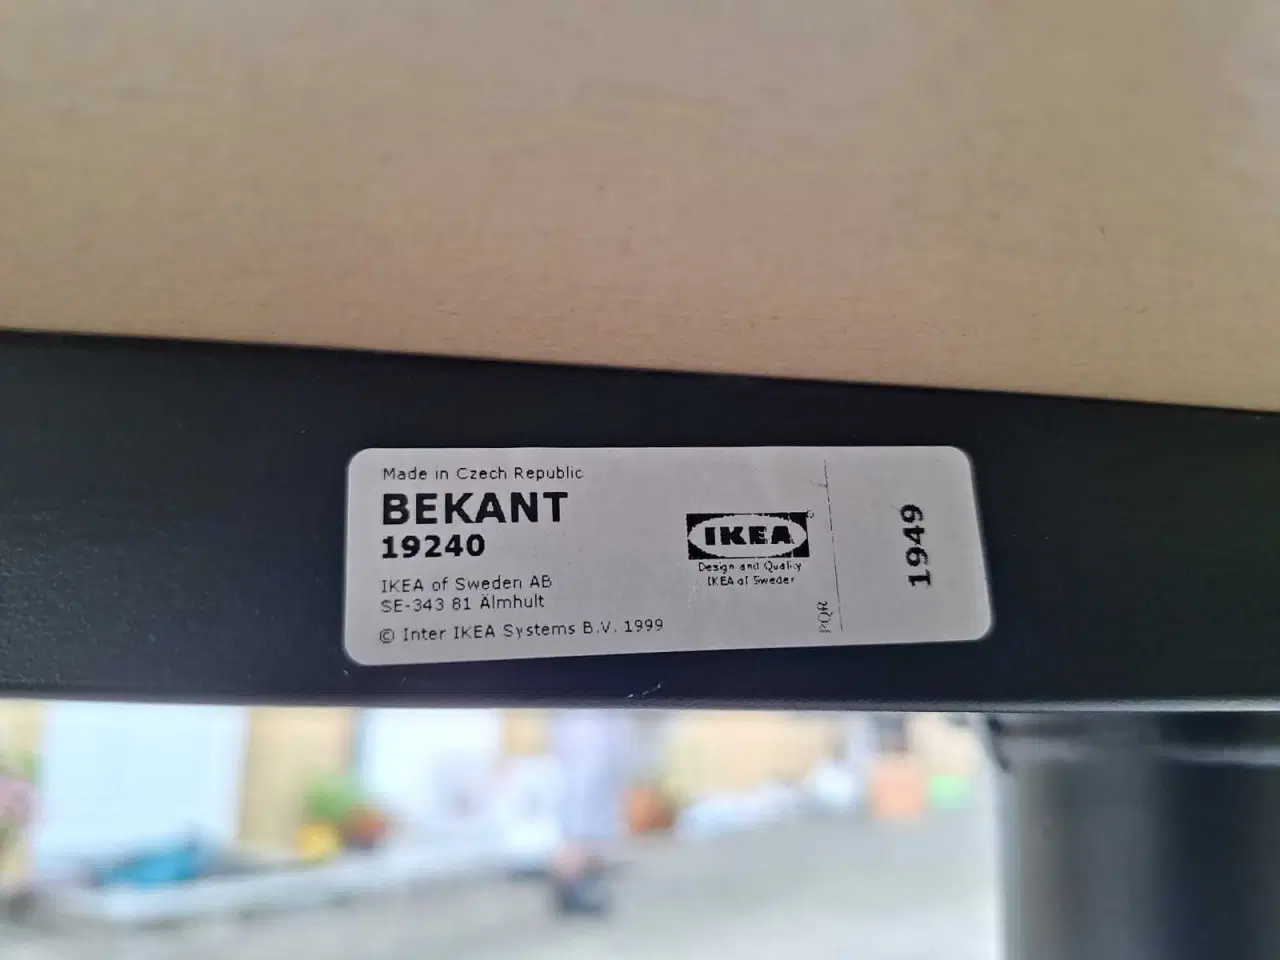 Made in Czech Republic
BEKANT
19240
IKEA of Sweden AB
SE-343 81 Älmhult
© Inter IKEA Systems B.V. 1999
IKEA®
Design and Quality
IKEA of Sweden
PQR
1949